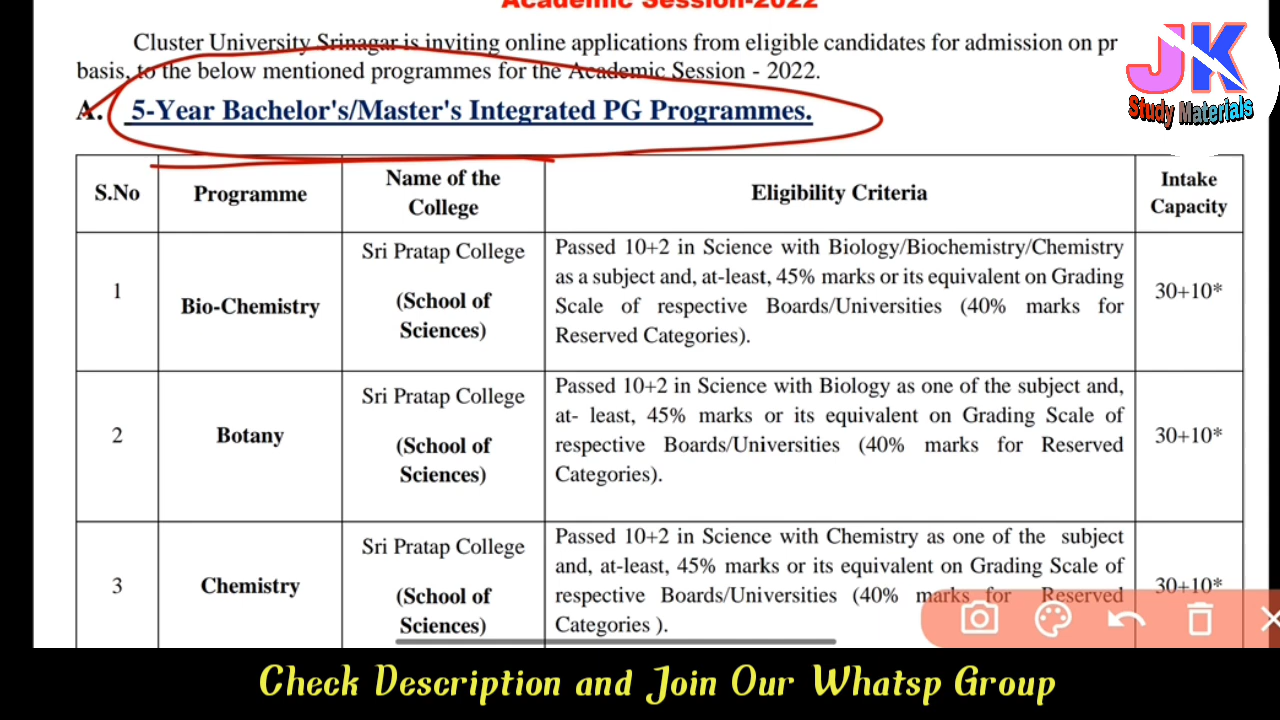 Academic Session-2022
Cluster University Srinagar is inviting online applications from eligible candidates for admission on pr
basis, to the below mentioned programmes for the Academic Session - 2022.
A. 5-Year Bachelor's/Master's Integrated PG Programmes.
JK
Study Materials
S.No
Programme
Name of the
College
Eligibility Criteria
Intake
Capacity
1
Bio-Chemistry
Sri Pratap College
(School of
Sciences)
Passed 10+2 in Science with Biology/Biochemistry/Chemistry
as a subject and, at-least, 45% marks or its equivalent on Grading
Scale of respective Boards/Universities (40% marks for
Reserved Categories).
30+10*
2
Botany
Sri Pratap College
(School of
Sciences)
Passed 10+2 in Science with Biology as one of the subject and,
at- least, 45% marks or its equivalent on Grading Scale of
respective Boards/Universities (40% marks for Reserved
Categories).
30+10*
3
Chemistry
Sri Pratap College
(School of
Sciences)
Passed 10+2 in Science with Chemistry as one of the subject
and, at-least, 45% marks or its equivalent on Grading Scale of
respective Boards/Universities (40% marks for Reserved
Categories ).
30+10*
Check Description and Join Our Whatsp Group